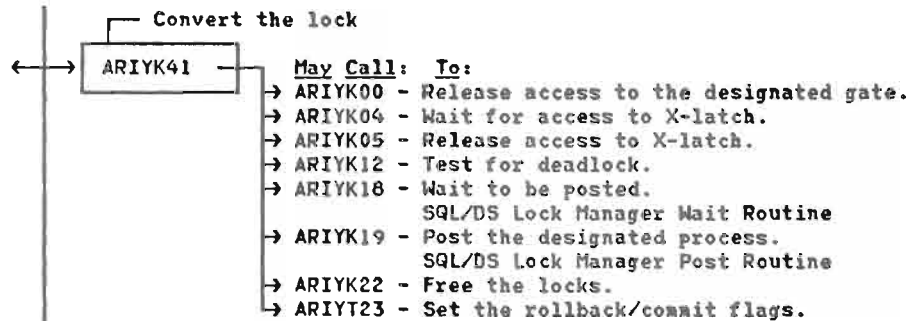 Convert the lock
ARIYK41
May Call: To:
ARIYK00 - Release access to the designated gate.
ARIYK04 - Wait for access to X-latch.
ARIYK05 - Release access to X-latch.
ARIYK12 - Test for deadlock.
ARIYK18 - Wait to be posted.
SQL/DS Lock Manager Wait Routine
ARIYK19 - Post the designated process.
SQL/DS Lock Manager Post Routine
ARIYK22 - Free the locks.
ARIYT23 - Set the rollback/commit flags.